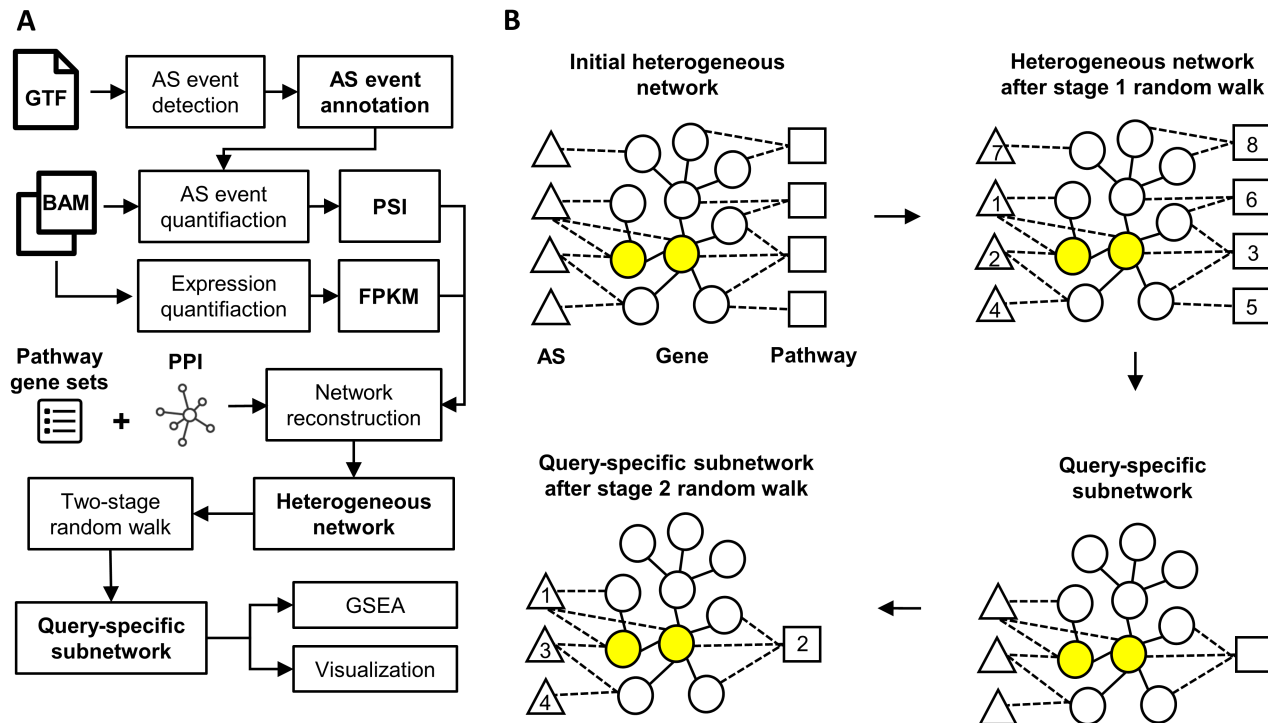 A
GTF
AS event
detection
AS event
annotation
BAM
AS event
quantifiaction
PSI
Expression
quantifiaction
FPKM
Pathway
gene sets
+
PPI
Network
reconstruction
Two-stage
random walk
Heterogeneous
network
Query-specific
subnetwork
GSEA
Visualization
B
Initial heterogeneous
network
AS
Gene
Pathway
Heterogeneous network
after stage 1 random walk
7
8
1
6
2
3
4
5
Query-specific subnetwork
after stage 2 random walk
1
3
2
4
Query-specific
subnetwork